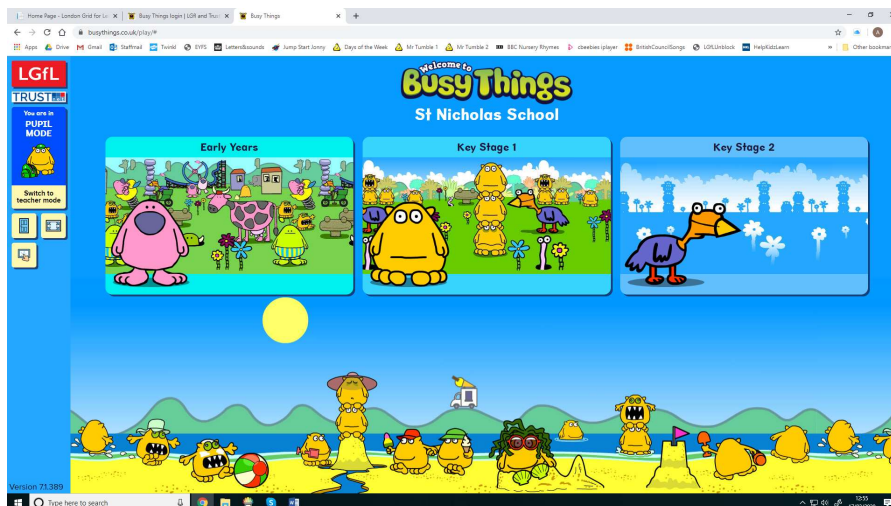 Home Page - London Grid for Le
Busy Things login | LGfL and Trust
Busy Things
busythings.co.uk/play/#
Apps
Drive
Gmail
Staffmail
Twinkl
EYFS
Letters&sounds
Jump Start Jonny
Days of the Week
Mr Tumble 1
Mr Tumble 2
BBC Nursery Rhymes
cbeebies iplayer
BritishCouncilSongs
LGfLUnblock
HelpKidzLearn
Other bookmar
LGfL
TRUST
You are in
PUPIL
MODE
Switch to
teacher mode
Welcome to
Busy Things
St Nicholas School
Early Years
Key Stage 1
Key Stage 2
Version 7.1.389
Type here to search
12:55